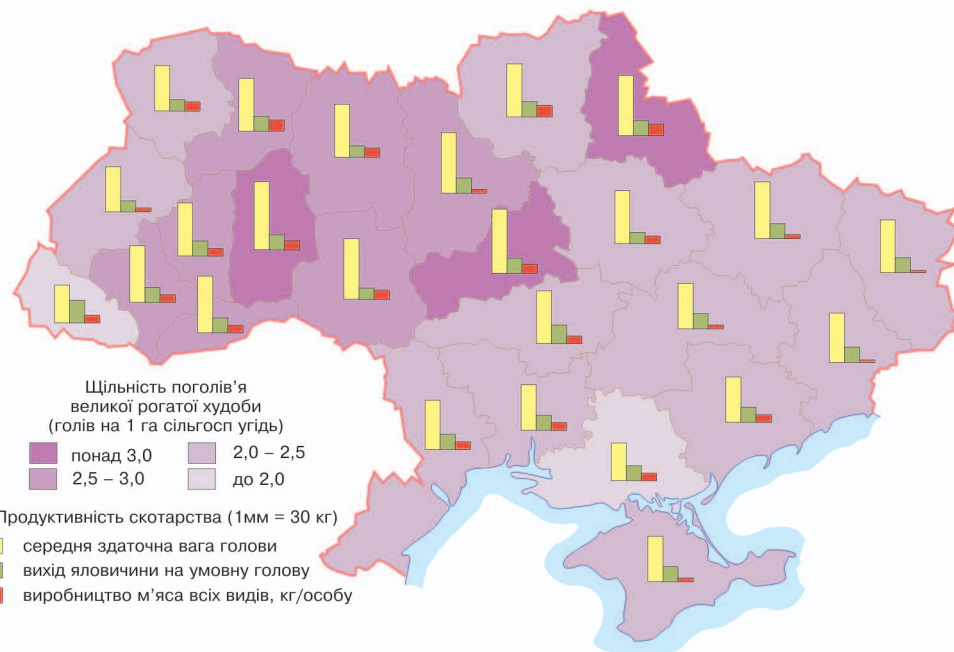 Щільність поголів’я
великої рогатої худоби
(голів на 1 га сільгосп угідь)
понад 3,0
2,0 – 2,5
2,5 – 3,0
до 2,0
Продуктивність скотарства (1мм = 30 кг)
середня здаточна вага голови
вихід яловичини на умовну голову
виробництво м’яса всіх видів, кг/особу